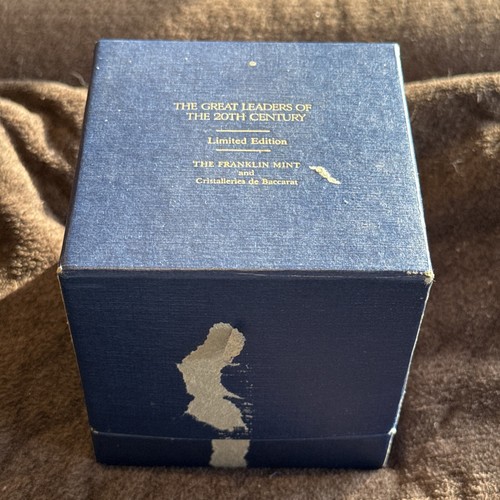 THE GREAT LEADERS OF
THE 20TH CENTURY
Limited Edition
THE FRANKLIN MINT
and
Cristalleries de Baccarat